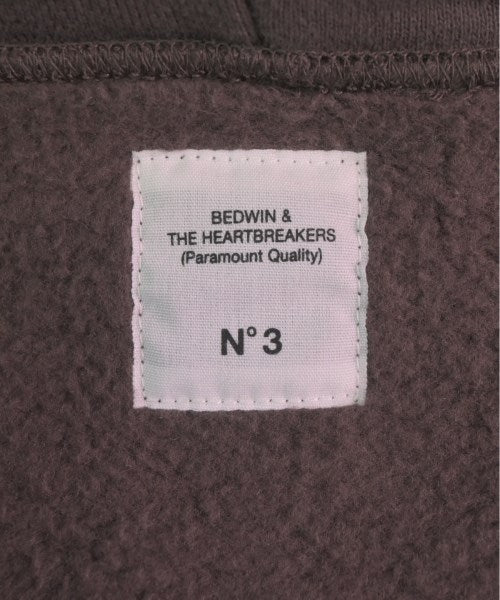 BEDWIN &
THE HEARTBREAKERS
(Paramount Quality)
N° 3